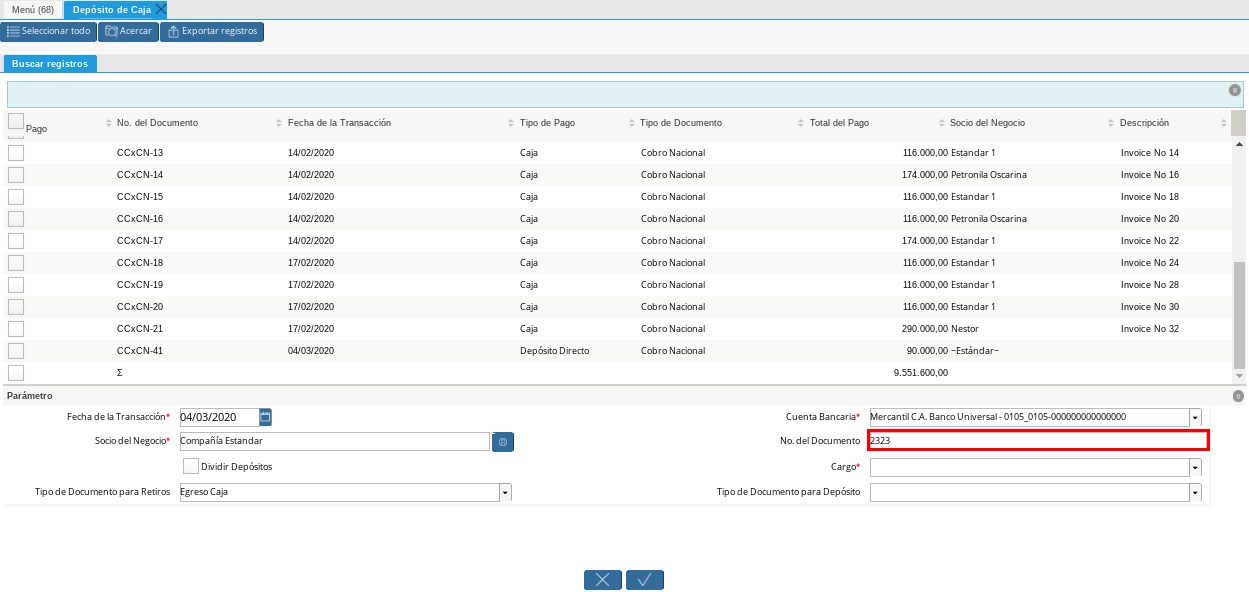 Menú (68) Depósito de Caja
Seleccionar todo Acercar Exportar registros
Buscar registros
Pago No. del Documento Fecha de la Transacción Tipo de Pago Tipo de Documento Total del Pago Socio del Negocio Descripción
CCxCN-13 14/02/2020 Caja Cobro Nacional 116.000,00 Estandar 1 Invoice No 14
CCxCN-14 14/02/2020 Caja Cobro Nacional 174.000,00 Petronila Oscarina Invoice No 16
CCxCN-15 14/02/2020 Caja Cobro Nacional 116.000,00 Estandar 1 Invoice No 18
CCxCN-16 14/02/2020 Caja Cobro Nacional 116.000,00 Petronila Oscarina Invoice No 20
CCxCN-17 14/02/2020 Caja Cobro Nacional 174.000,00 Estandar 1 Invoice No 22
CCxCN-18 17/02/2020 Caja Cobro Nacional 116.000,00 Estandar 1 Invoice No 24
CCxCN-19 17/02/2020 Caja Cobro Nacional 116.000,00 Estandar 1 Invoice No 28
CCxCN-20 17/02/2020 Caja Cobro Nacional 116.000,00 Estandar 1 Invoice No 30
CCxCN-21 17/02/2020 Caja Cobro Nacional 290.000,00 Nestor Invoice No 32
CCxCN-41 04/03/2020 Depósito Directo Cobro Nacional 90.000,00 ~Estándar~
Σ 9.551.600,00
Parámetro
Fecha de la Transacción* 04/03/2020 Cuenta Bancaria* Mercantil C.A. Banco Universal - 0105_0105-000000000000000
Socio del Negocio* Compañía Estandar No. del Documento 2323
Dividir Depósitos Cargo*
Tipo de Documento para Retiros Egreso Caja Tipo de Documento para Depósito